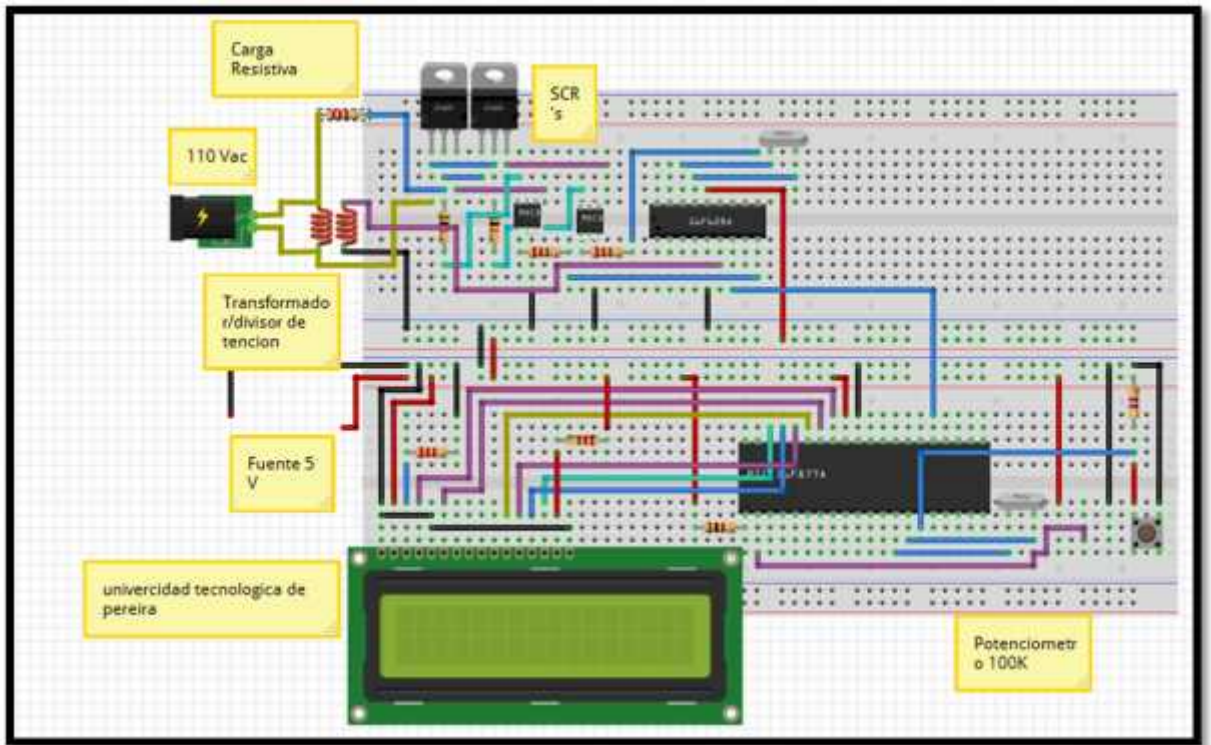 Carga
Resistiva
SCR
's
110 Vac
Transformado
r/divisor de
tencion
Fuente 5
V
univercidad tecnologica de
pereira
Potenciometr
o 100K